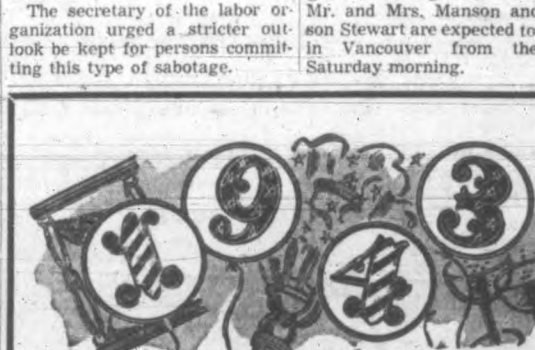 The secretary of the labor or-
ganization urged a stricter out-
look be kept for persons commit-
ting this type of sabotage.
Mr. and Mrs. Manson and
son Stewart are expected to
in Vancouver from the
Saturday morning.
1 9 4 3